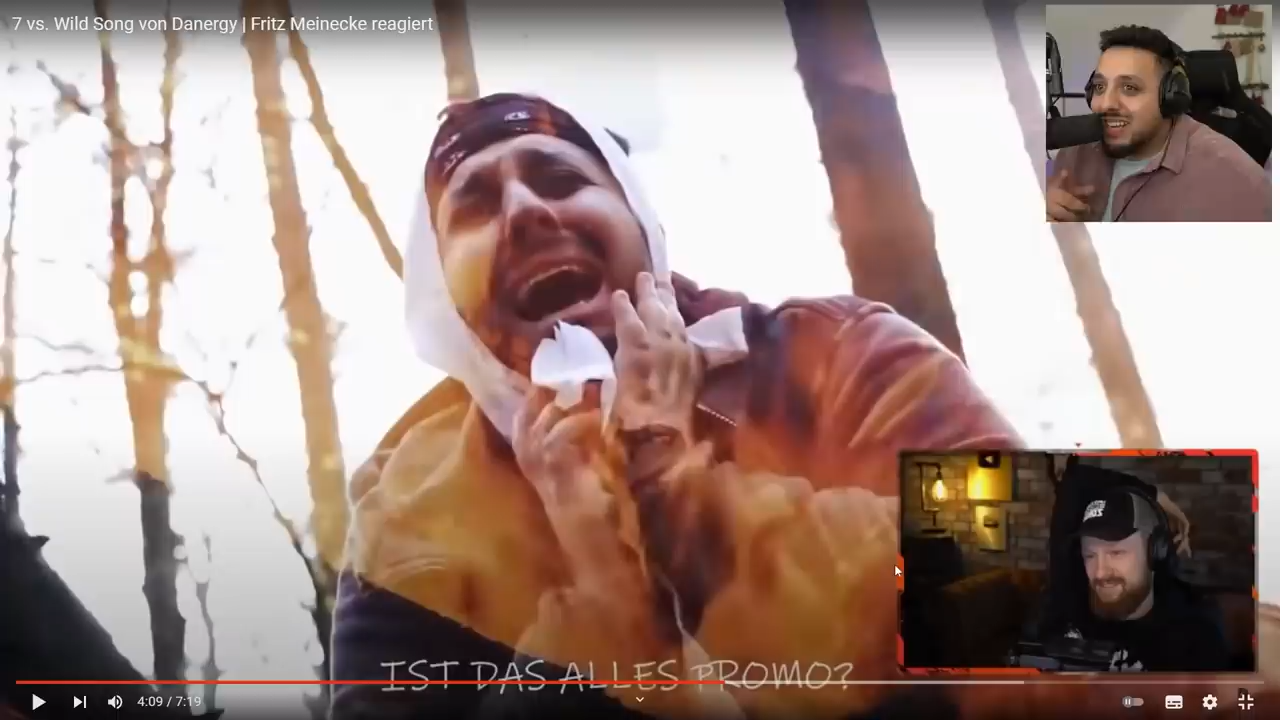 7 vs. Wild Song von Danergy | Fritz Meinecke reagiert
IST DAS ALLES PROMO?
4:09 / 7:19